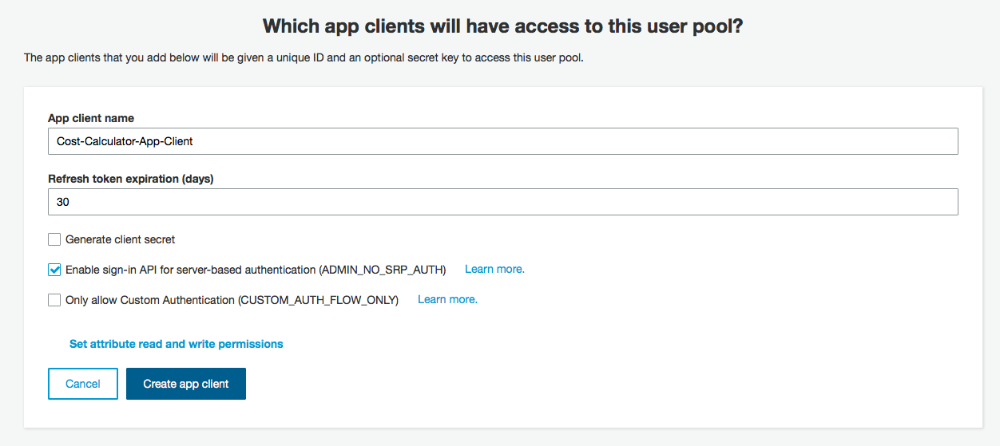 Which app clients will have access to this user pool?
The app clients that you add below will be given a unique ID and an optional secret key to access this user pool.
App client name
Cost-Calculator-App-Client
Refresh token expiration (days)
30
Generate client secret
Enable sign-in API for server-based authentication (ADMIN_NO_SRP_AUTH) Learn more.
Only allow Custom Authentication (CUSTOM_AUTH_FLOW_ONLY) Learn more.
Set attribute read and write permissions
Cancel Create app client